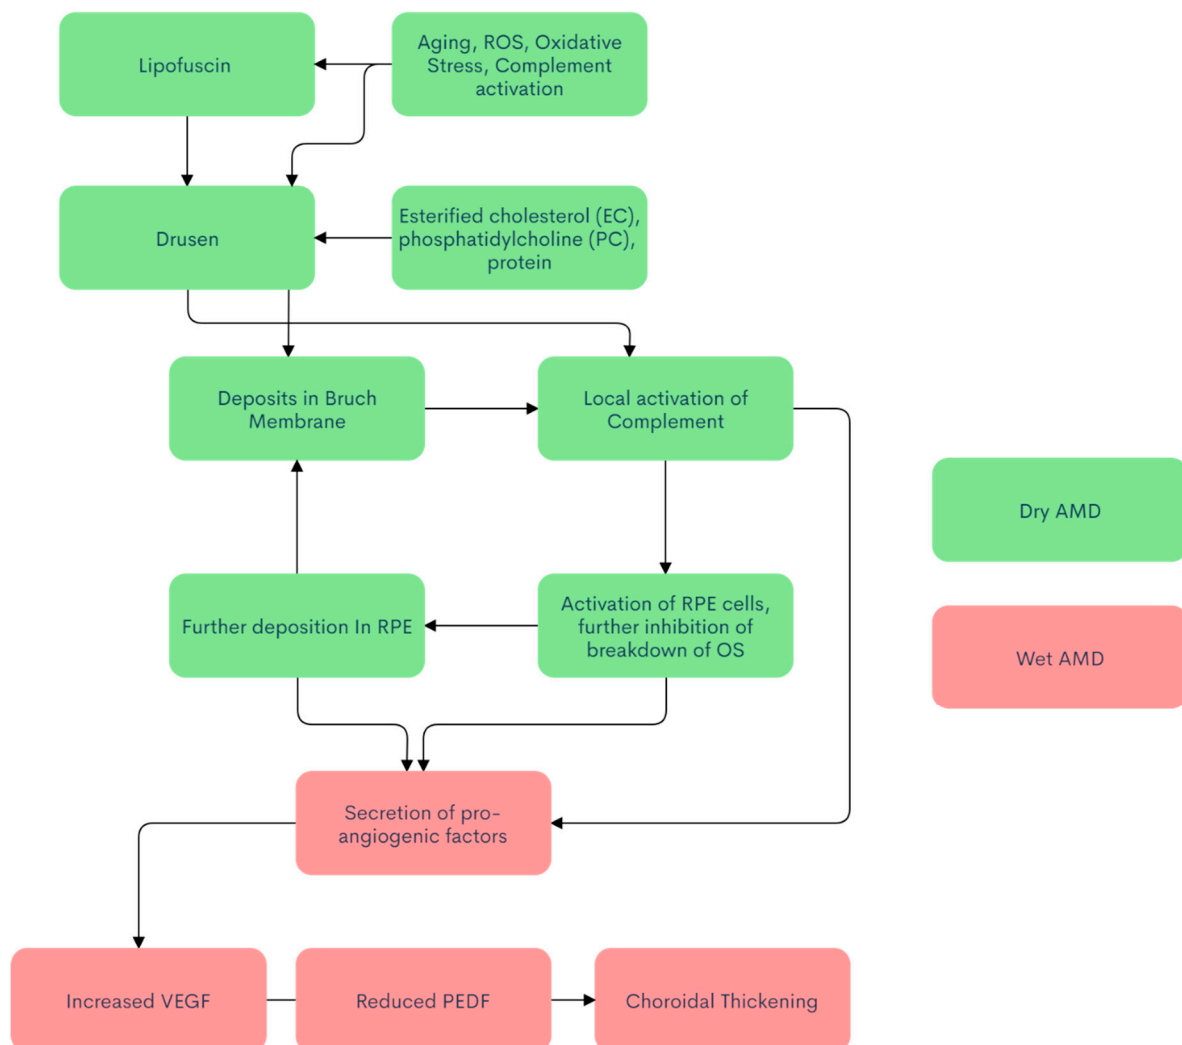 Lipofuscin
Aging, ROS, Oxidative
Stress, Complement
activation
Drusen
Esterified cholesterol (EC),
phosphatidylcholine (PC),
protein
Deposits in Bruch
Membrane
Local activation of
Complement
Dry AMD
Further deposition In RPE
Activation of RPE cells,
further inhibition of
breakdown of OS
Wet AMD
Secretion of pro-
angiogenic factors
Increased VEGF
Reduced PEDF
Choroidal Thickening